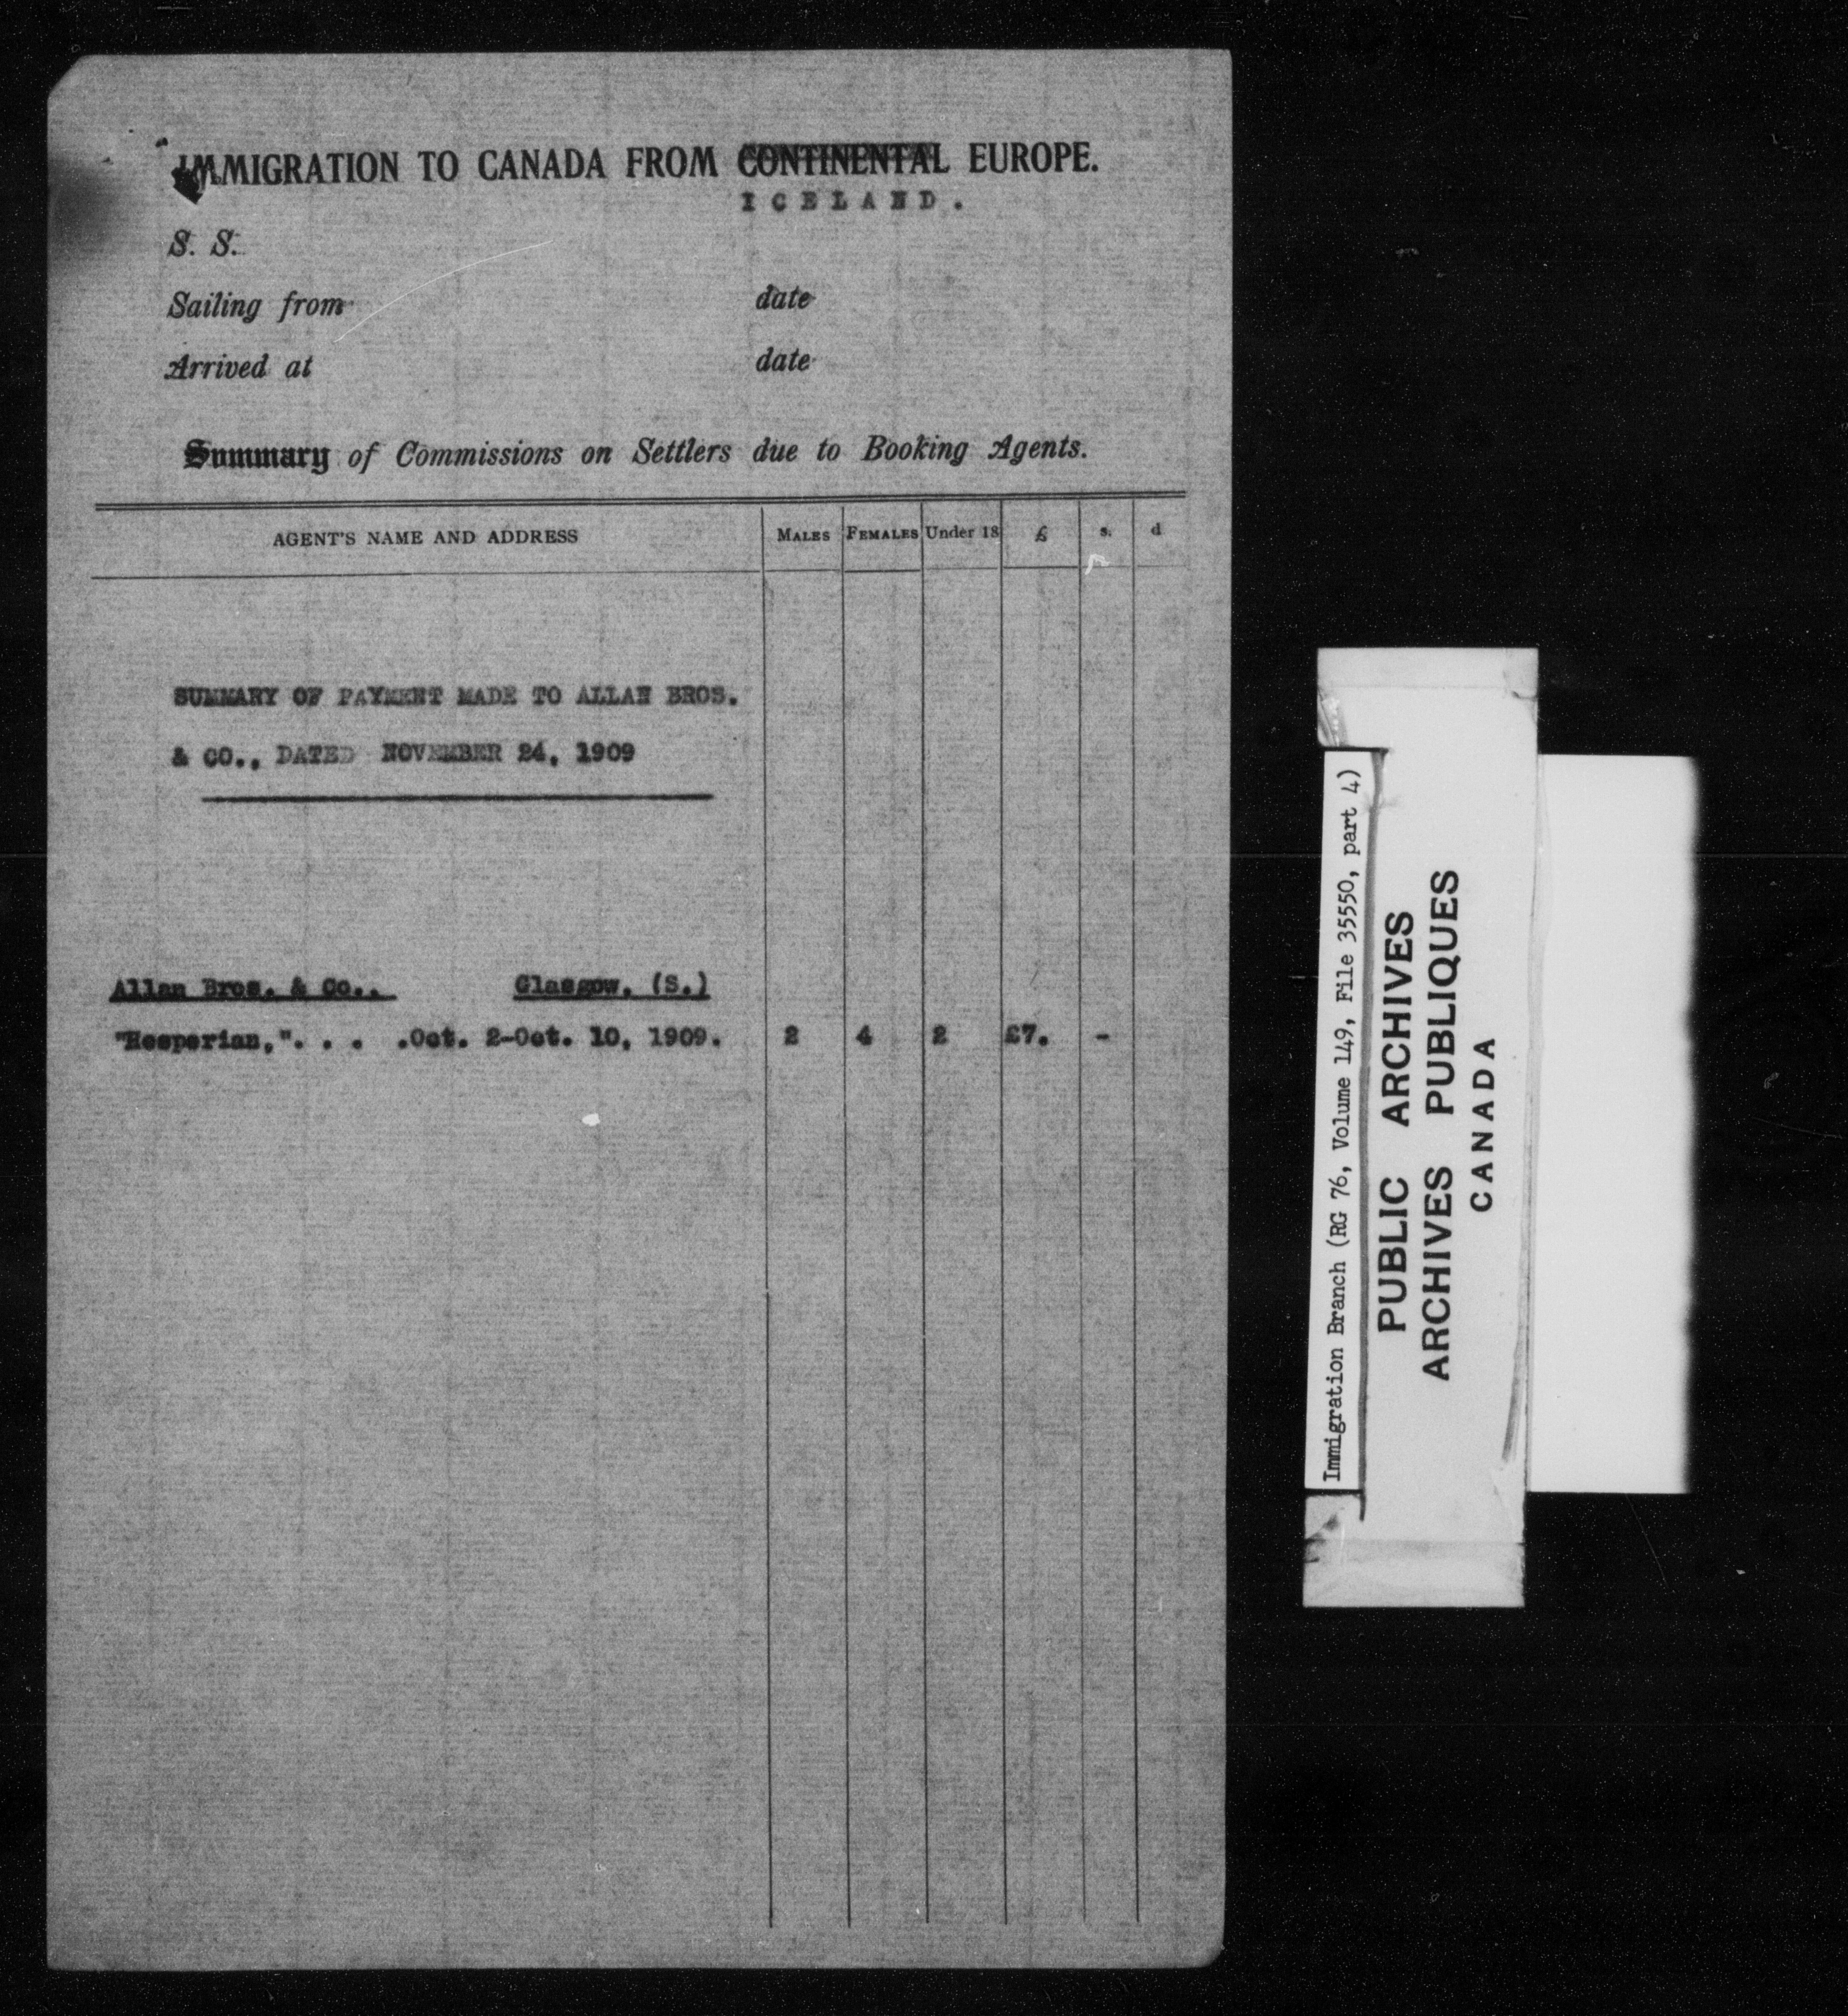 IMMIGRATION TO CANADA FROM CONTINENTAL EUROPE.
ICELAND.
S. S.
Sailing from date
Arrived at date
Summary of Commissions on Settlers due to Booking Agents.
AGENT'S NAME AND ADDRESS MALES FEMALES Under 18 £ s. d
SUMMARY OF PAYMENT MADE TO ALLAN BROS.
& CO., DATED NOVEMBER 24, 1909
Allan Bros. & Co., Glasgow, (S.)
"Hesperian,". . . .Oct. 2-Oct. 10, 1909. 2 4 2 £7. -
Immigration Branch (RG 76, Volume 149, File 35550, part 4)
PUBLIC ARCHIVES
ARCHIVES PUBLIQUES
CANADA